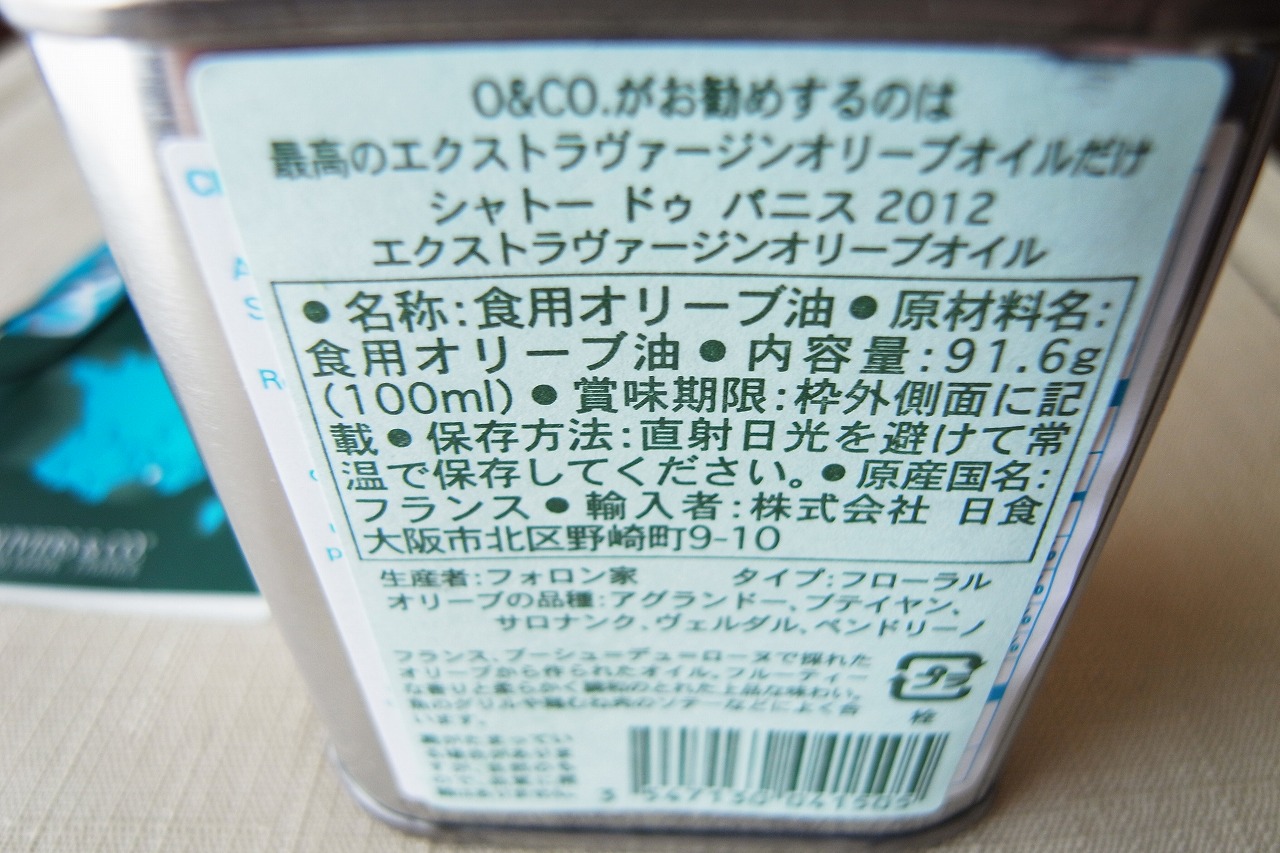 O&CO.がお勧めするのは
最高のエクストラヴァージンオリーブオイルだけ
シャトー ドゥ パニス 2012
エクストラヴァージンオリーブオイル
●名称:食用オリーブ油●原材料名:
食用オリーブ油●内容量:91.6g
(100ml)●賞味期限:枠外側面に記
載●保存方法:直射日光を避けて常
温で保存してください。●原産国名:
フランス●輸入者:株式会社 日食
大阪市北区野崎町9-10
生産者:フォロン家 タイプ:フローラル
オリーブの品種:アグランドー、ブテイヤン、
サロナンク、ヴェルダル、ベンドリーノ
フランス、ブーシューデューローヌで採れた
オリーブから作られたオイル。フルーティー
な香りと柔らかく調和のとれた上品な味わい。
います。
プラ